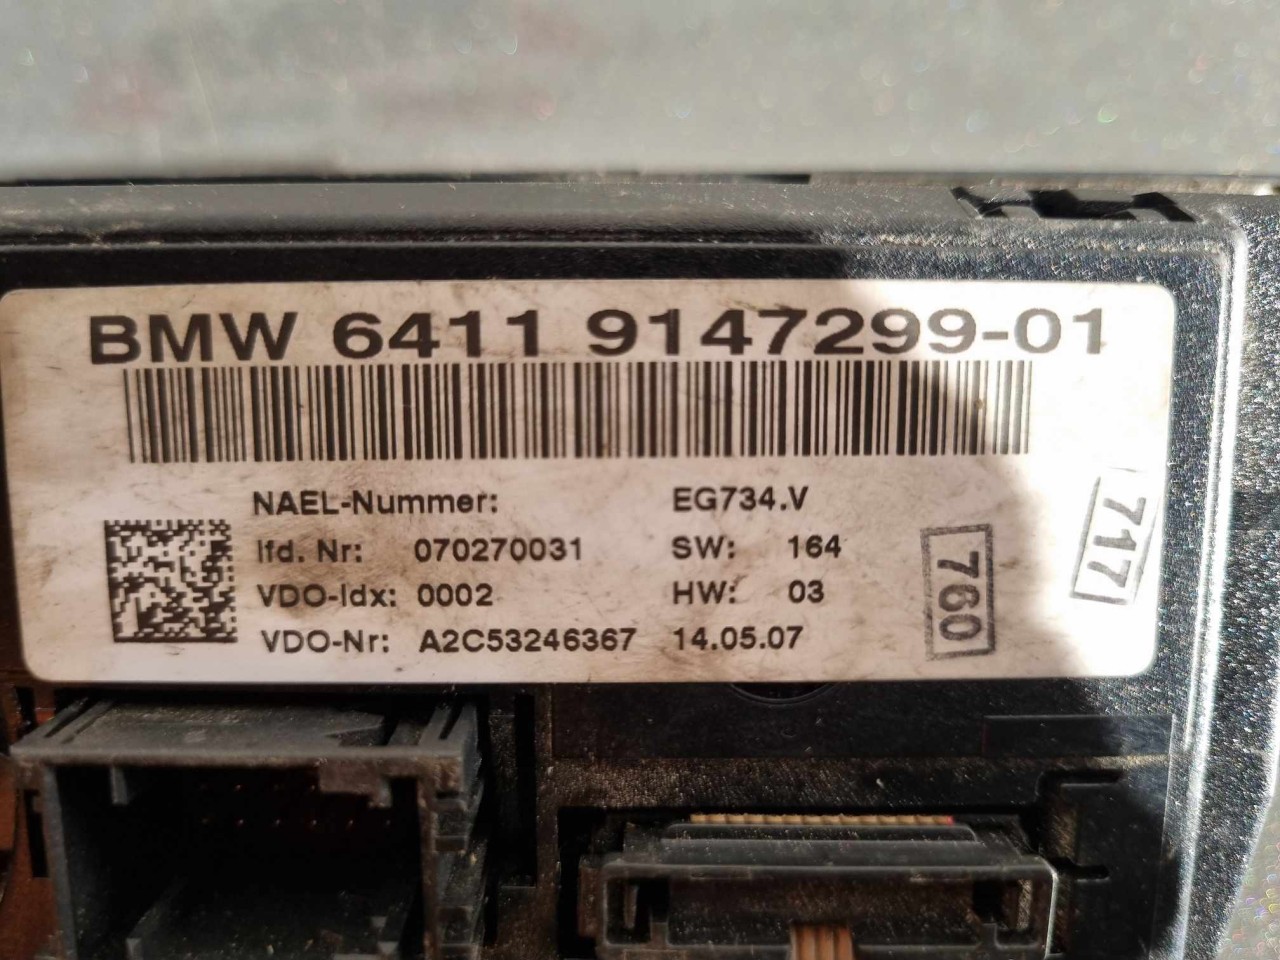 BMW 6411 9147299-01
NAEL-Nummer: EG734.V
lfd. Nr: 070270031 SW: 164
VDO-Idx: 0002 HW: 03
VDO-Nr: A2C53246367 14.05.07
760
717